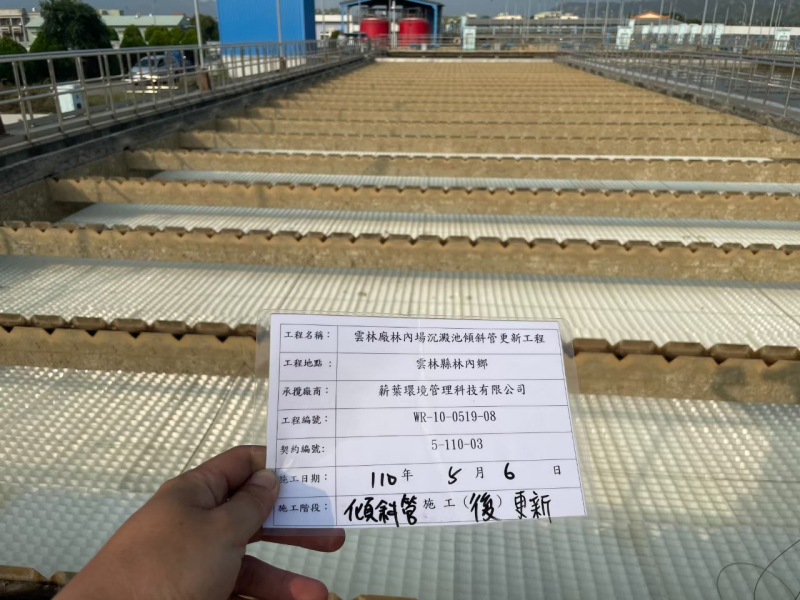 工程名稱： 雲林廠林內場沉澱池傾斜管更新工程
工程地點： 雲林縣林內鄉
承攬廠商： 薪葉環境管理科技有限公司
工程編號： WR-10-0519-08
契約編號： 5-110-03
施工日期： 110 年 5 月 6 日
施工階段： 傾斜管 施工（後）更新